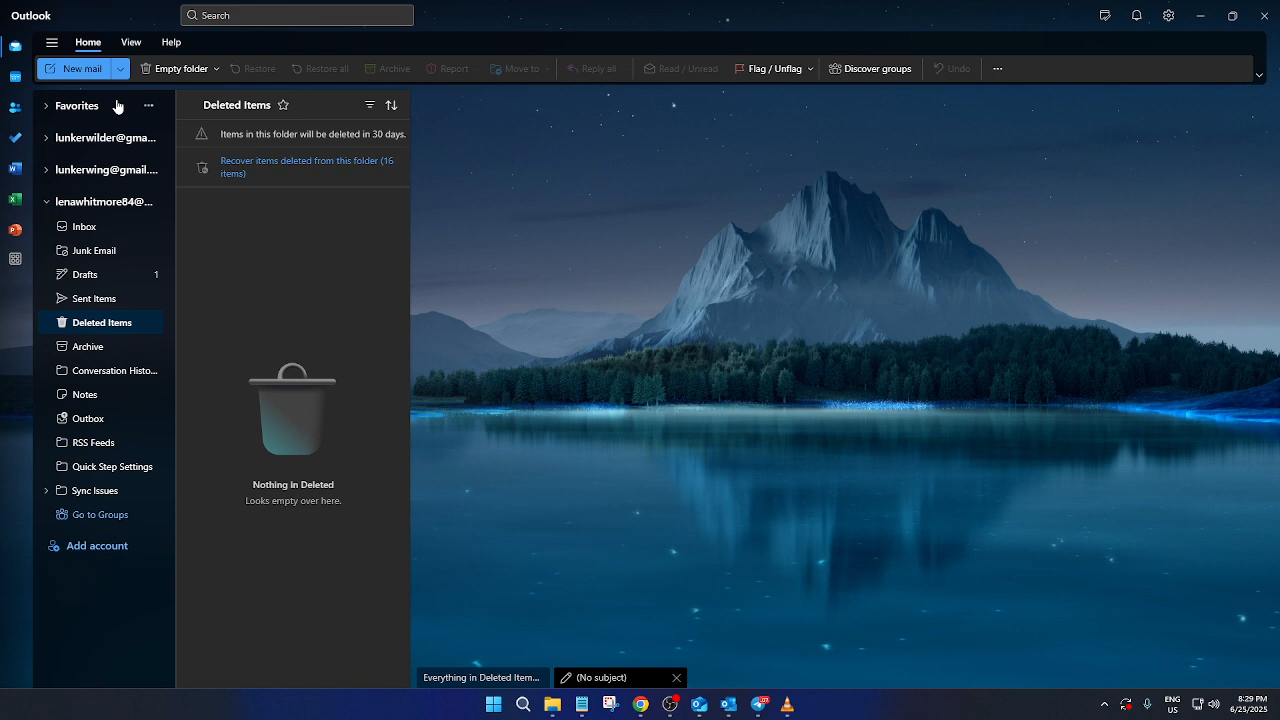 Outlook
Search
Home
View
Help
New mail
Empty folder
Restore
Restore all
Archive
Report
Move to
Reply all
Read / Unread
Flag / Unflag
Discover groups
Undo
Favorites
lunkerwilder@gma...
lunkerwing@gmail....
lenawhitmore84@...
Inbox
Junk Email
Drafts 1
Sent Items
Deleted Items
Archive
Conversation Histo...
Notes
Outbox
RSS Feeds
Quick Step Settings
Sync Issues
Go to Groups
Add account
Deleted Items
Items in this folder will be deleted in 30 days.
Recover items deleted from this folder (16
items)
Nothing in Deleted
Looks empty over here.
Everything in Deleted Item...
(No subject)
ENG
US
8:29 PM
6/25/2025